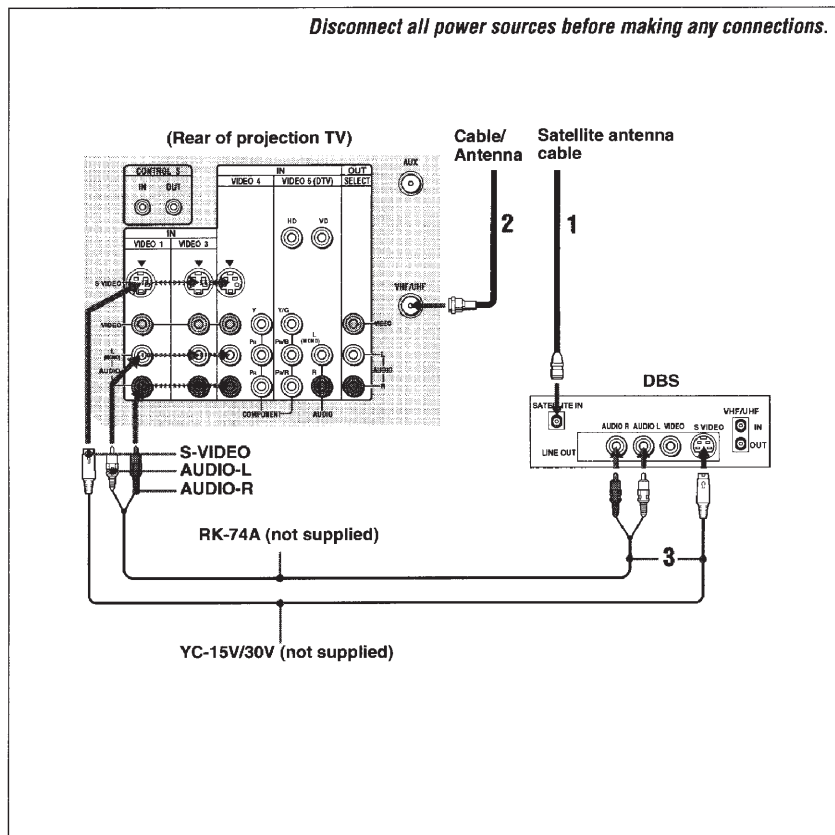 Disconnect all power sources before making any connections.
(Rear of projection TV)
Cable/
Antenna
Satellite antenna
cable
CONTROL S
IN OUT
IN
VIDEO 4 VIDEO 5 (DTV)
OUT
SELECT
AUX
HD VD
IN
VIDEO 1 VIDEO 3
2
1
S VIDEO
VHF/UHF
VIDEO
Y Y/G
L
(MONO)
VIDEO
L
(MONO)
AUDIO
PB PB/B
L
AUDIO
R
PR PR/R
R
COMPONENT AUDIO
DBS
SATELLITE IN
AUDIO R AUDIO L VIDEO S VIDEO
VHF/UHF
IN
OUT
LINE OUT
S-VIDEO
AUDIO-L
AUDIO-R
RK-74A (not supplied)
3
YC-15V/30V (not supplied)